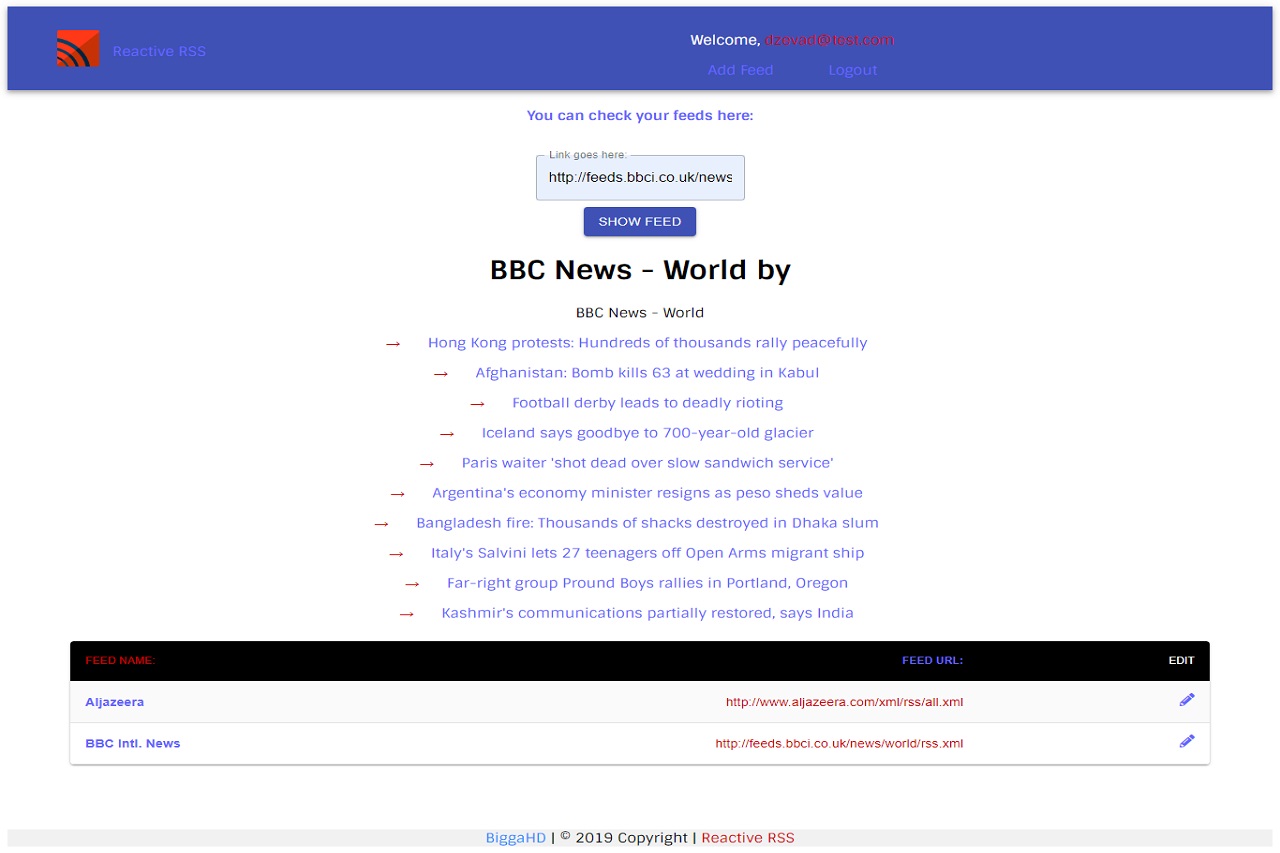 Reactive RSS
Welcome, dzevad@test.com
Add Feed Logout
You can check your feeds here:
Link goes here:
http://feeds.bbci.co.uk/news
SHOW FEED
BBC News - World by
BBC News - World
→ Hong Kong protests: Hundreds of thousands rally peacefully
→ Afghanistan: Bomb kills 63 at wedding in Kabul
→ Football derby leads to deadly rioting
→ Iceland says goodbye to 700-year-old glacier
→ Paris waiter 'shot dead over slow sandwich service'
→ Argentina's economy minister resigns as peso sheds value
→ Bangladesh fire: Thousands of shacks destroyed in Dhaka slum
→ Italy's Salvini lets 27 teenagers off Open Arms migrant ship
→ Far-right group Pround Boys rallies in Portland, Oregon
→ Kashmir's communications partially restored, says India
FEED NAME: FEED URL: EDIT
Aljazeera http://www.aljazeera.com/xml/rss/all.xml
BBC Intl. News http://feeds.bbci.co.uk/news/world/rss.xml
BiggaHD | © 2019 Copyright | Reactive RSS